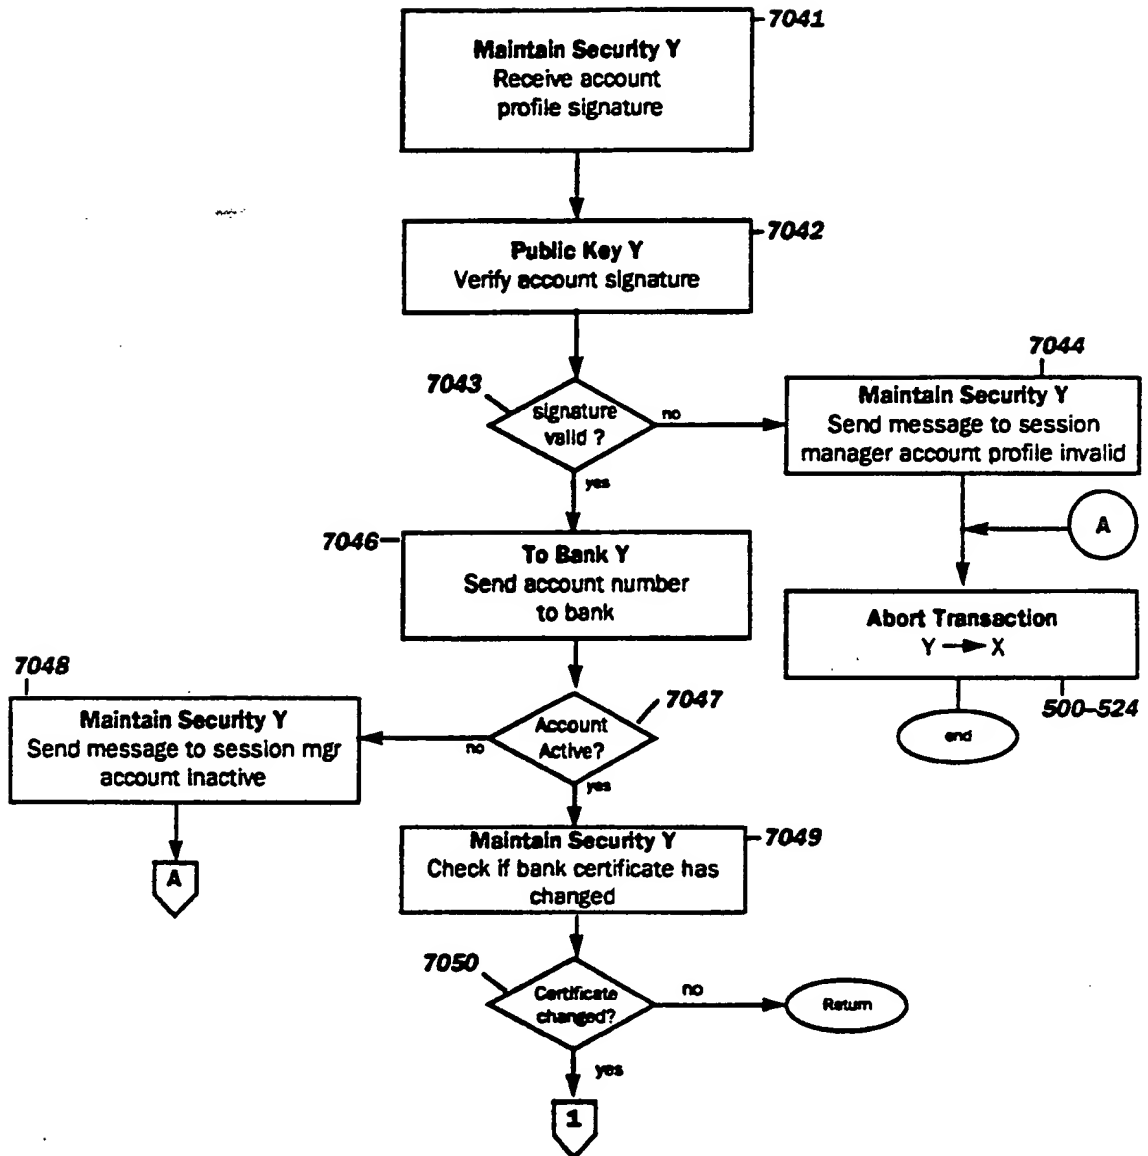 7041
Maintain Security Y
Receive account
profile signature
7042
Public Key Y
Verify account signature
7043
signature
valid ?
no
yes
7044
Maintain Security Y
Send message to session
manager account profile invalid
A
Abort Transaction
Y X
500-524
end
7046
To Bank Y
Send account number
to bank
7047
Account
Active?
no
yes
7048
Maintain Security Y
Send message to session mgr
account inactive
A
7049
Maintain Security Y
Check if bank certificate has
changed
7050
Certificate
changed?
no
Return
yes
1